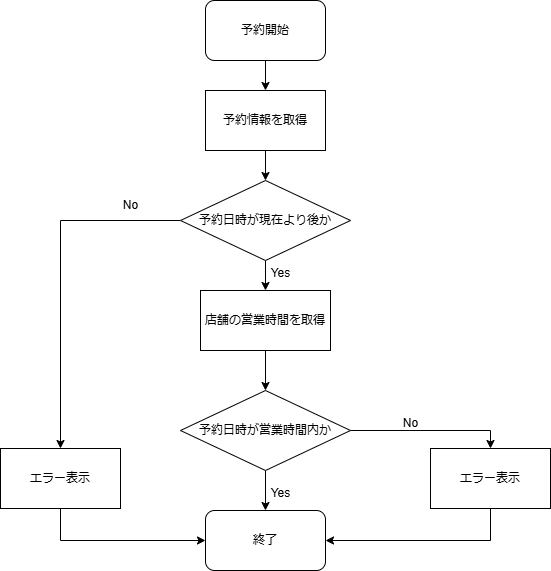 予約開始
予約情報を取得
予約日時が現在より後か
No
Yes
店舗の営業時間を取得
予約日時が営業時間内か
No
エラー表示
エラー表示
Yes
終了